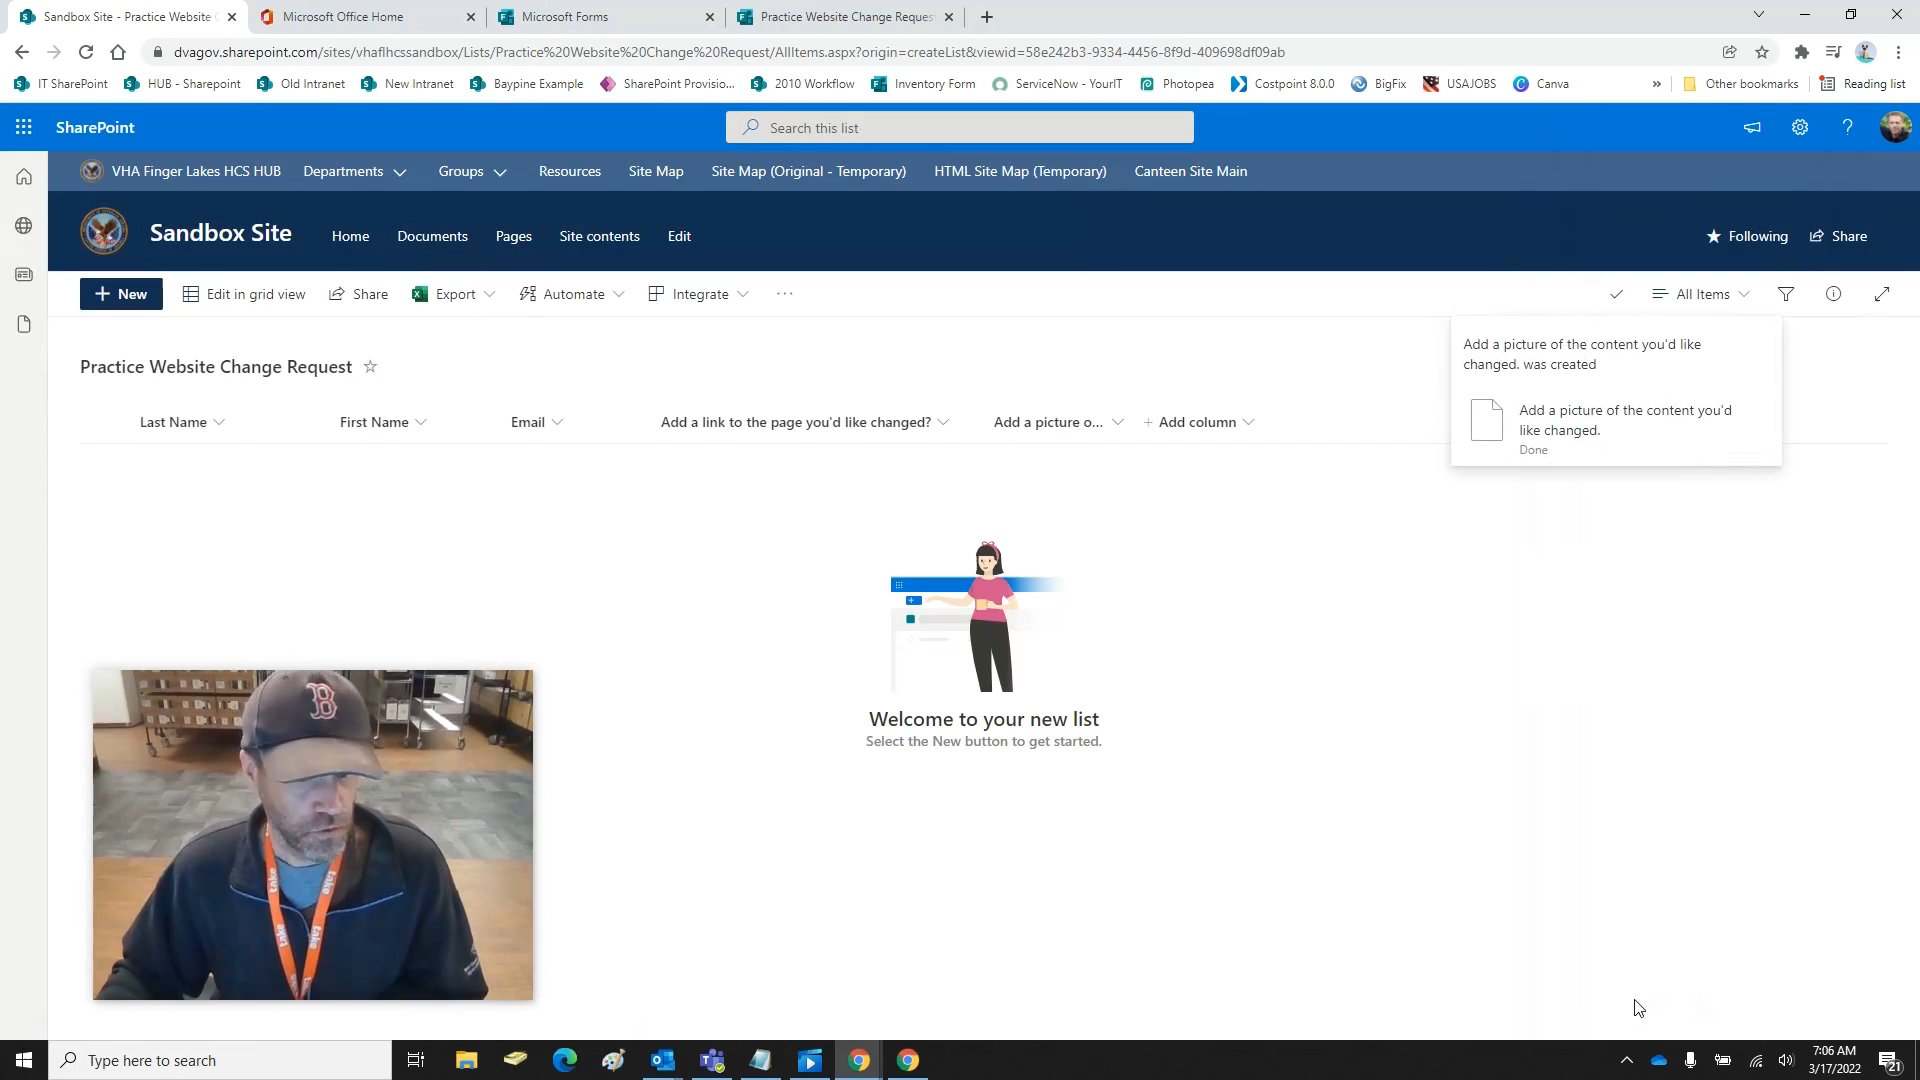 Sandbox Site - Practice Website
Microsoft Office Home
Microsoft Forms
Practice Website Change Reques
dvagov.sharepoint.com/sites/vhaflhcssandbox/Lists/Practice%20Website%20Change%20Request/AllItems.aspx?origin=createList&viewid=58e242b3-9334-4456-8f9d-409698df09ab
IT SharePoint
HUB - Sharepoint
Old Intranet
New Intranet
Baypine Example
SharePoint Provisio...
2010 Workflow
Inventory Form
ServiceNow - YourIT
Photopea
Costpoint 8.0.0
BigFix
USAJOBS
Canva
»
Other bookmarks
Reading list
SharePoint
Search this list
VHA Finger Lakes HCS HUB
Departments
Groups
Resources
Site Map
Site Map (Original - Temporary)
HTML Site Map (Temporary)
Canteen Site Main
Sandbox Site
Home
Documents
Pages
Site contents
Edit
Following
Share
New
Edit in grid view
Share
Export
Automate
Integrate
...
All Items
Add a picture of the content you'd like
changed. was created
Add a picture of the content you'd
like changed.
Done
Practice Website Change Request
Last Name
First Name
Email
Add a link to the page you'd like changed?
Add a picture o...
Add column
Welcome to your new list
Select the New button to get started.
B
take
take
take
take
Type here to search
7:06 AM
3/17/2022
21